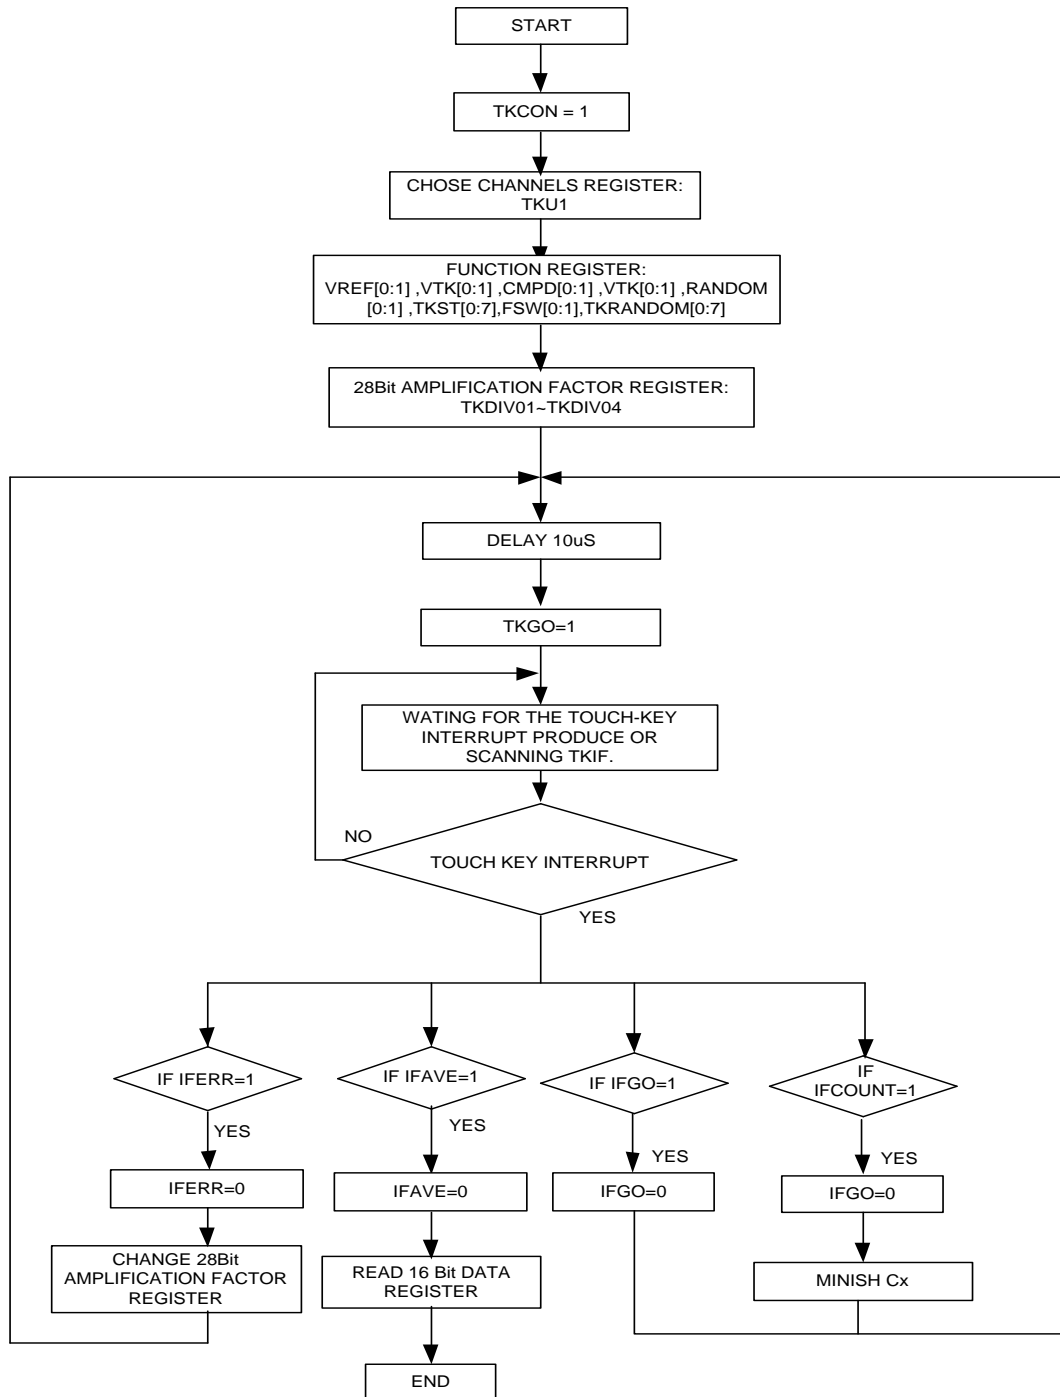 START
TKCON = 1
CHOSE CHANNELS REGISTER:
TKU1
FUNCTION REGISTER:
VREF[0:1] ,VTK[0:1] ,CMPD[0:1] ,VTK[0:1] ,RANDOM
[0:1] ,TKST[0:7],FSW[0:1],TKRANDOM[0:7]
28Bit AMPLIFICATION FACTOR REGISTER:
TKDIV01~TKDIV04
DELAY 10uS
TKGO=1
WATING FOR THE TOUCH-KEY
INTERRUPT PRODUCE OR
SCANNING TKIF.
NO
TOUCH KEY INTERRUPT
YES
IF IFERR=1
IF IFAVE=1
IF IFGO=1
IF
IFCOUNT=1
YES
YES
YES
YES
IFERR=0
IFAVE=0
IFGO=0
IFGO=0
CHANGE 28Bit
AMPLIFICATION FACTOR
REGISTER
READ 16 Bit DATA
REGISTER
MINISH Cx
END